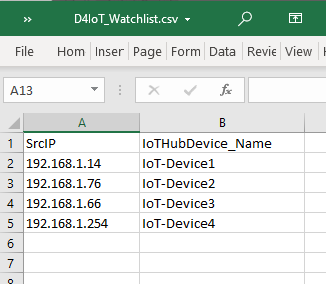 » D4IoT_Watchlist.csv
File Home Inser Page Form Data Revie View
A13 fx
A B
1 SrcIP IoTHubDevice_Name
2 192.168.1.14 IoT-Device1
3 192.168.1.76 IoT-Device2
4 192.168.1.66 IoT-Device3
5 192.168.1.254 IoT-Device4
6
7
8